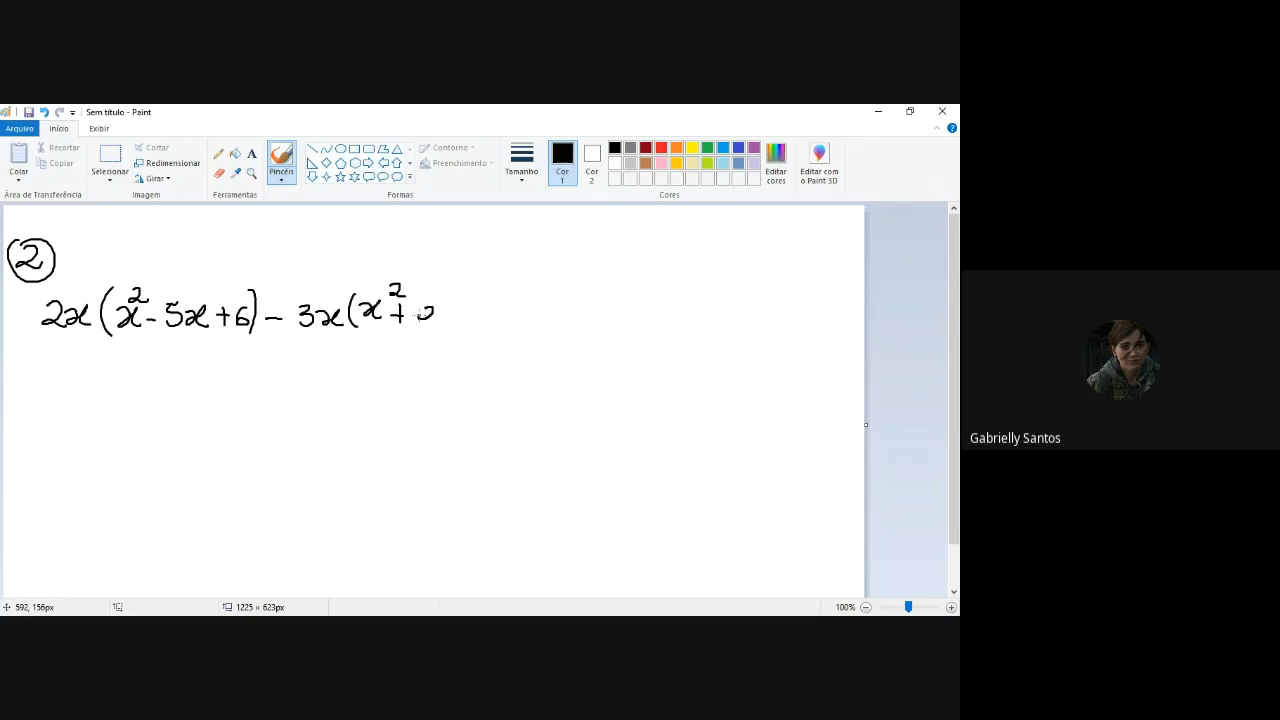 Sem título - Paint
Arquivo Início Exibir
Colar
Recortar
Copiar
Área de Transferência
Selecionar
Cortar
Redimensionar
Girar
Imagem
Ferramentas
Pincéis
Formas
Contorno
Preenchimento
Tamanho
Cor 1
Cor 2
Cores
Editar cores
Editar com o Paint 3D
2
2x(x² - 5x + 6) - 3x(x² +
Gabrielly Santos
592, 156px
1225 × 623px
100%